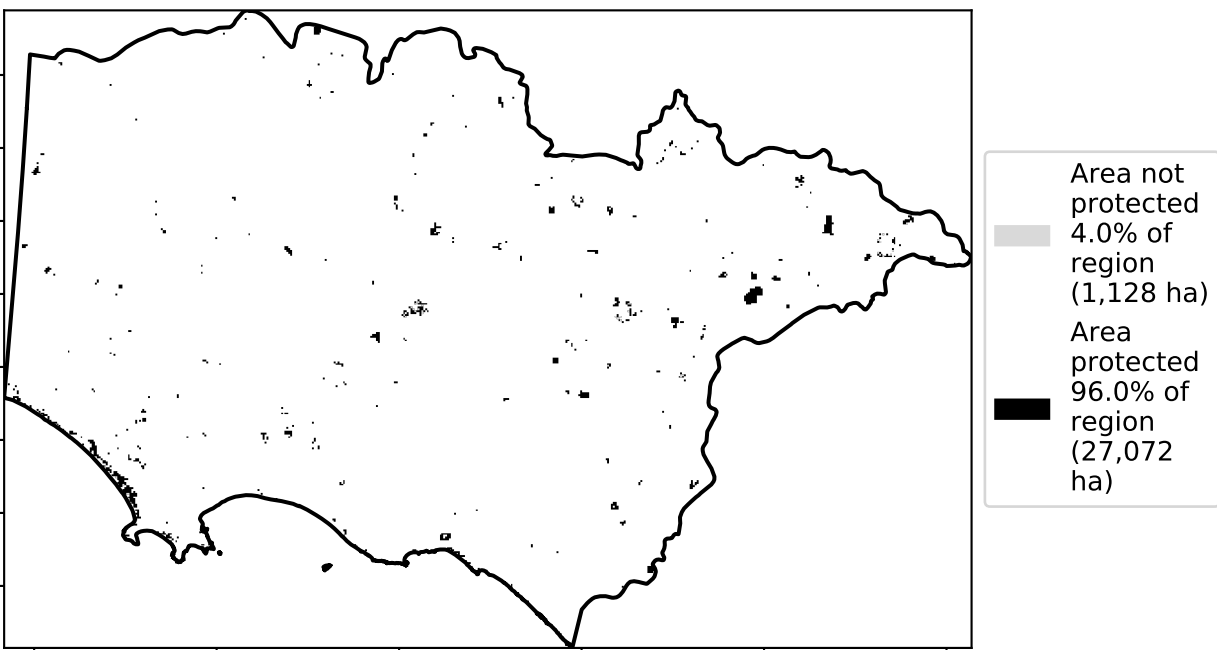 Area not
protected
4.0% of
region
(1,128 ha)
Area
protected
96.0% of
region
(27,072
ha)